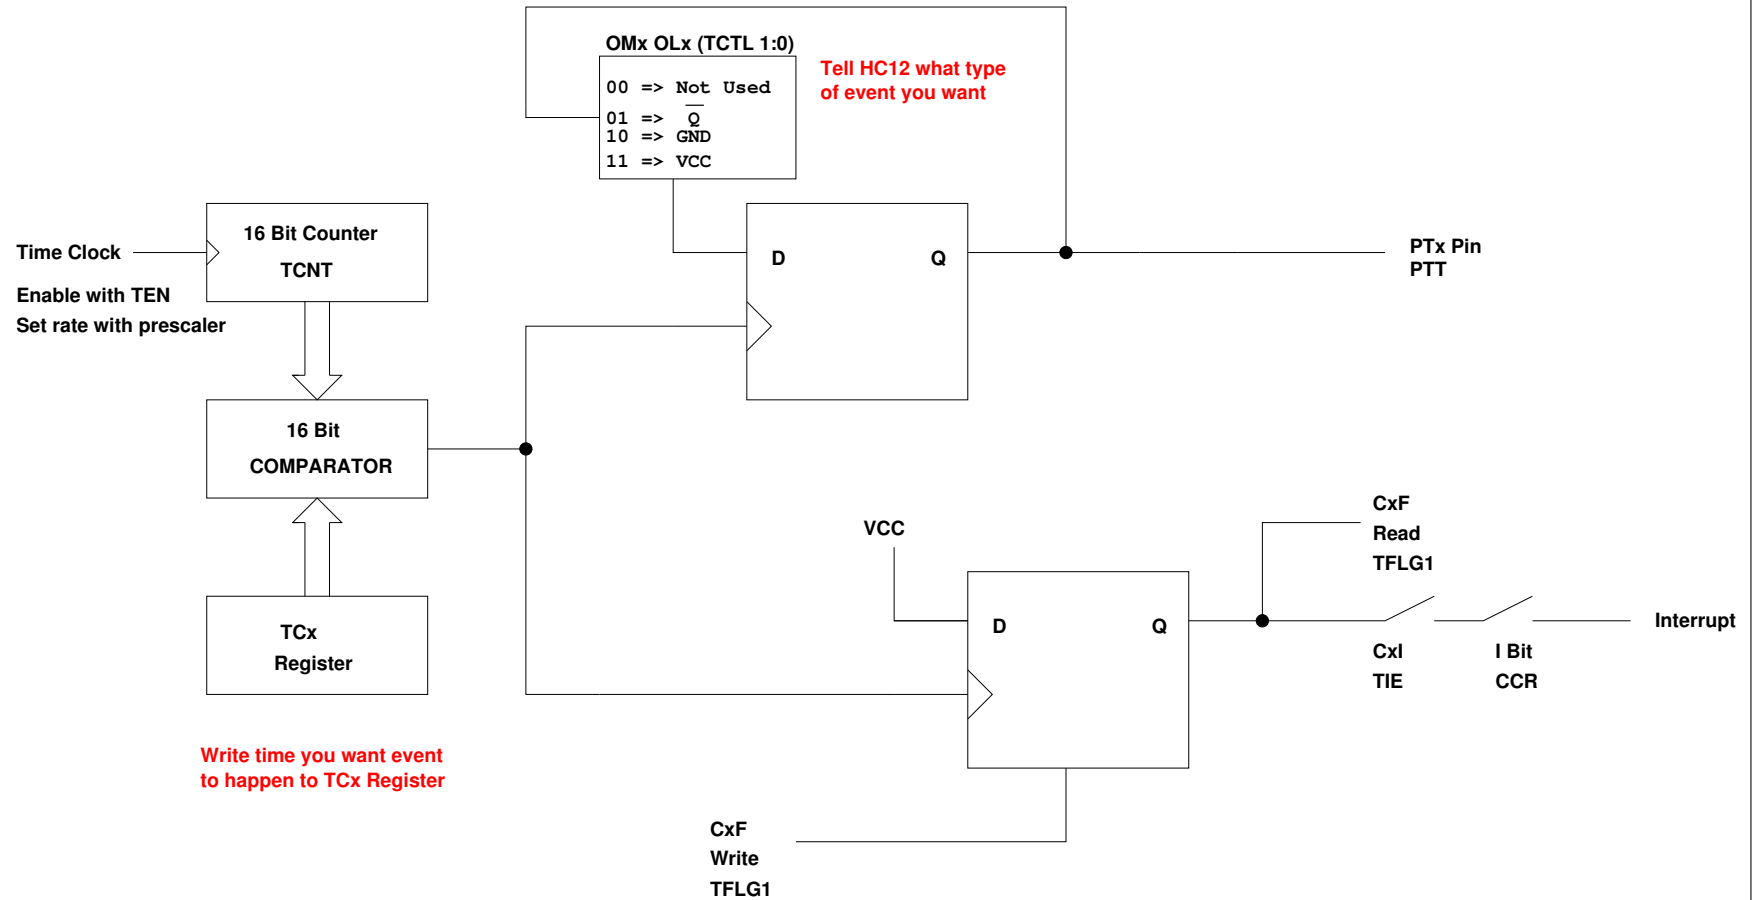 OMx OLx (TCTL 1:0)
00 => Not Used
01 => Q̅
10 => GND
11 => VCC
Tell HC12 what type
of event you want
Time Clock
Enable with TEN
Set rate with prescaler
16 Bit Counter
TCNT
D
Q
PTx Pin
PTT
16 Bit
COMPARATOR
TCx
Register
Write time you want event
to happen to TCx Register
VCC
D
Q
CxF
Read
TFLG1
CxI
TIE
I Bit
CCR
Interrupt
CxF
Write
TFLG1